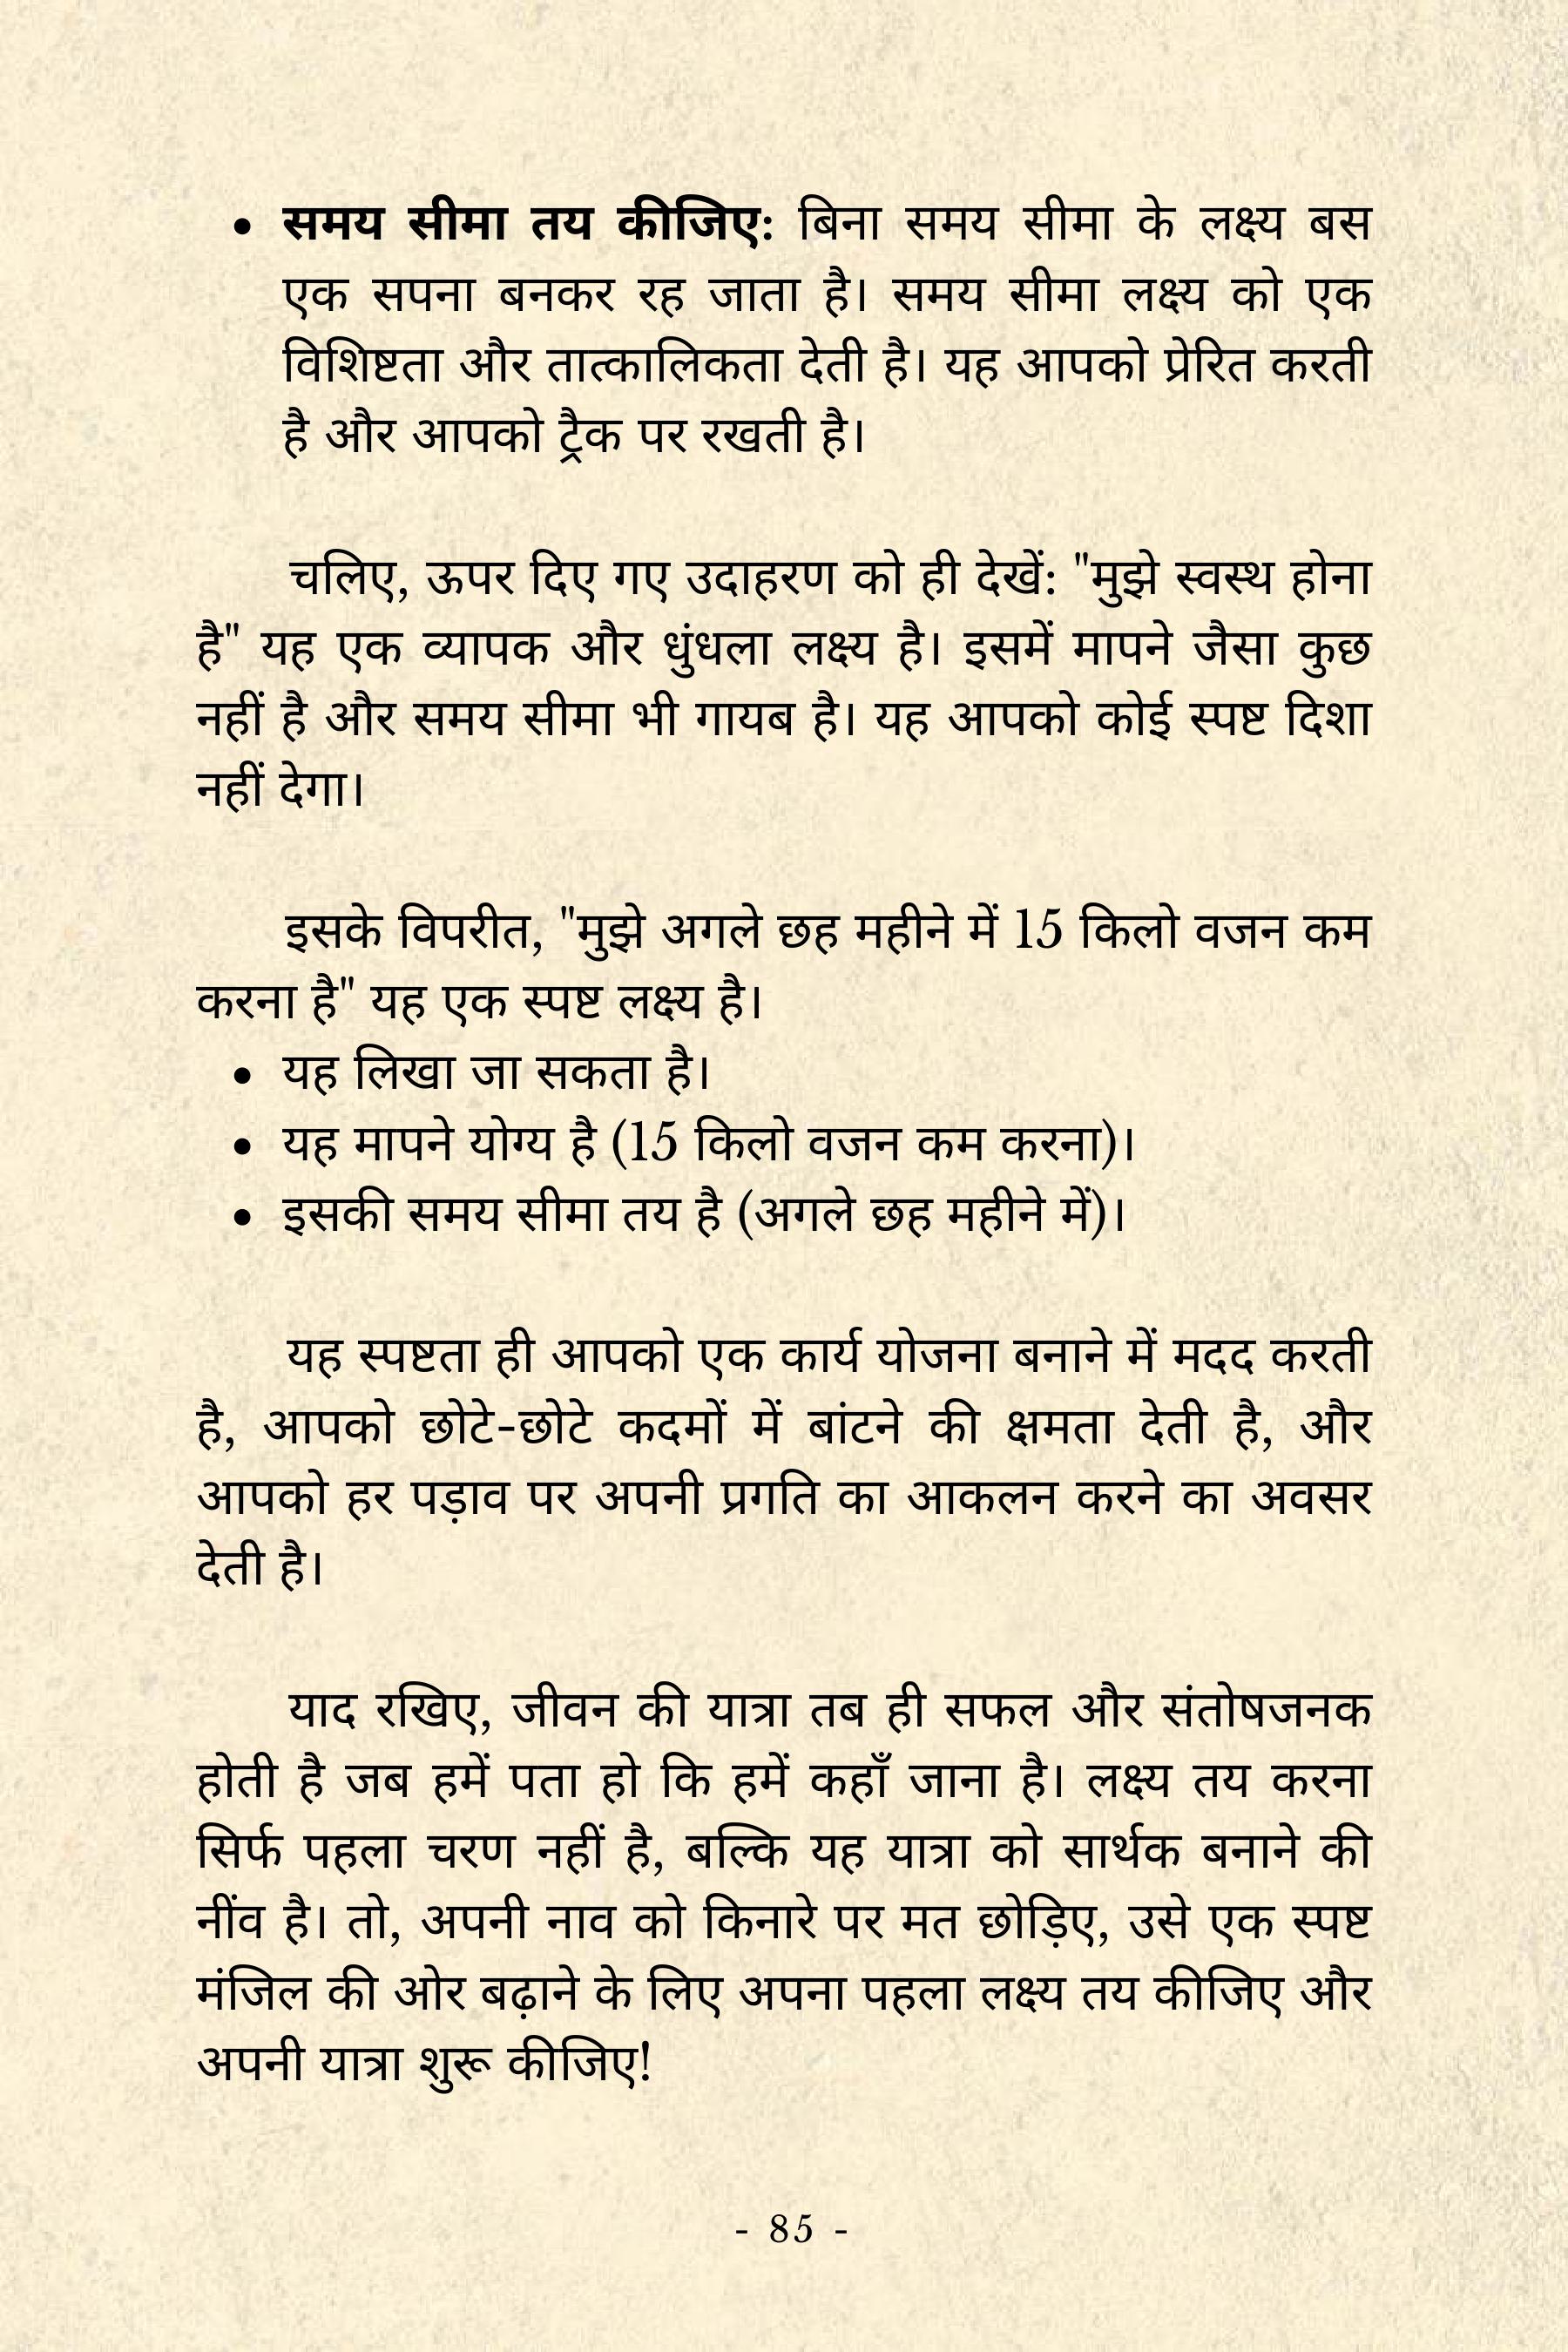 • समय सीमा तय कीजिए: बिना समय सीमा के लक्ष्य बस
एक सपना बनकर रह जाता है। समय सीमा लक्ष्य को एक
विशिष्टता और तात्कालिकता देती है। यह आपको प्रेरित करती
है और आपको ट्रैक पर रखती है।
चलिए, ऊपर दिए गए उदाहरण को ही देखें: "मुझे स्वस्थ होना
है" यह एक व्यापक और धुंधला लक्ष्य है। इसमें मापने जैसा कुछ
नहीं है और समय सीमा भी गायब है। यह आपको कोई स्पष्ट दिशा
नहीं देगा।
इसके विपरीत, "मुझे अगले छह महीने में 15 किलो वजन कम
करना है" यह एक स्पष्ट लक्ष्य है।
• यह लिखा जा सकता है।
• यह मापने योग्य है (15 किलो वजन कम करना)।
• इसकी समय सीमा तय है (अगले छह महीने में)।
यह स्पष्टता ही आपको एक कार्य योजना बनाने में मदद करती
है, आपको छोटे-छोटे कदमों में बांटने की क्षमता देती है, और
आपको हर पड़ाव पर अपनी प्रगति का आकलन करने का अवसर
देती है।
याद रखिए, जीवन की यात्रा तब ही सफल और संतोषजनक
होती है जब हमें पता हो कि हमें कहाँ जाना है। लक्ष्य तय करना
सिर्फ पहला चरण नहीं है, बल्कि यह यात्रा को सार्थक बनाने की
नींव है। तो, अपनी नाव को किनारे पर मत छोड़िए, उसे एक स्पष्ट
मंजिल की ओर बढ़ाने के लिए अपना पहला लक्ष्य तय कीजिए और
अपनी यात्रा शुरू कीजिए!
- 85 -